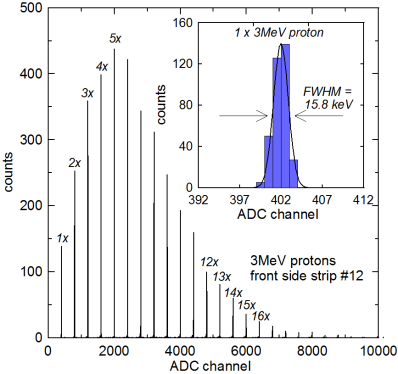 500
400
300
200
100
0
counts
0
2000
4000
6000
8000
10000
ADC channel
1x
2x
3x
4x
5x
12x
13x
14x
15x
16x
3MeV protons
front side strip #12
160
120
80
40
0
counts
1 x 3MeV proton
FWHM =
15.8 keV
392
397
402
407
412
ADC channel